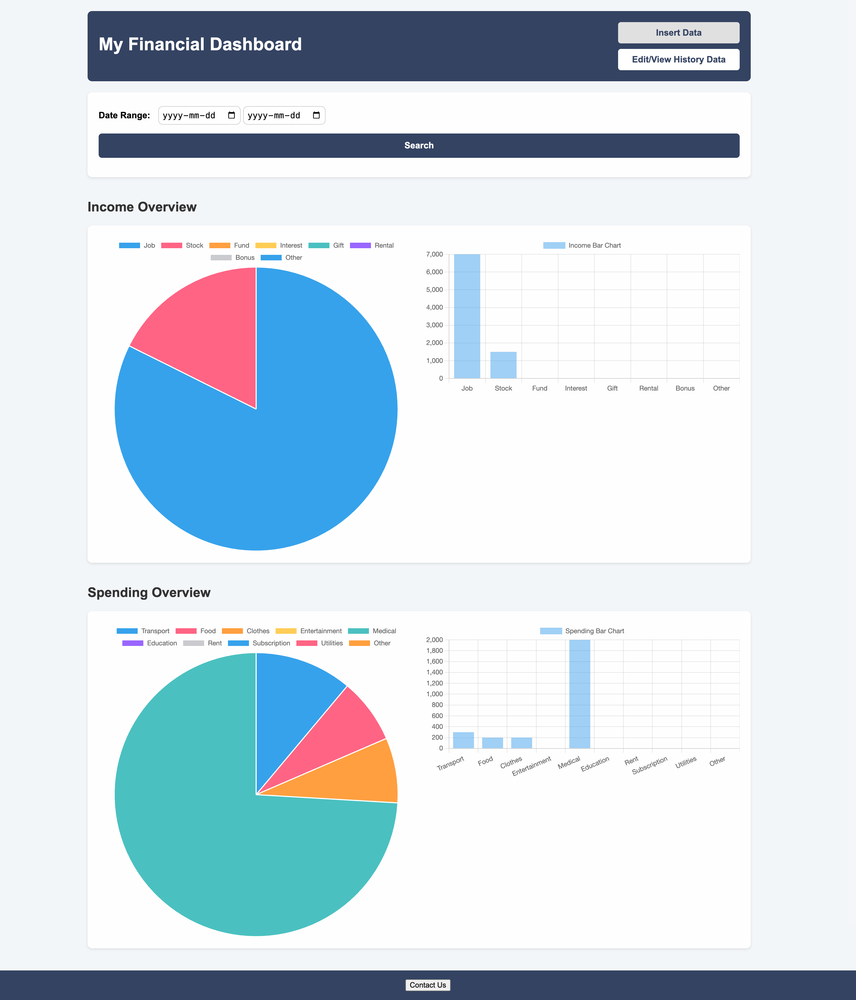 My Financial Dashboard
Insert Data
Edit/View History Data
Date Range: yyyy-mm-dd yyyy-mm-dd
Search
Income Overview
Job Stock Fund Interest Gift Rental
Bonus Other
Income Bar Chart
7,000
6,000
5,000
4,000
3,000
2,000
1,000
0
Job Stock Fund Interest Gift Rental Bonus Other
Spending Overview
Transport Food Clothes Entertainment Medical
Education Rent Subscription Utilities Other
Spending Bar Chart
2,000
1,800
1,600
1,400
1,200
1,000
800
600
400
200
0
Transport Food Clothes Entertainment Medical Education Rent Subscription Utilities Other
Contact Us